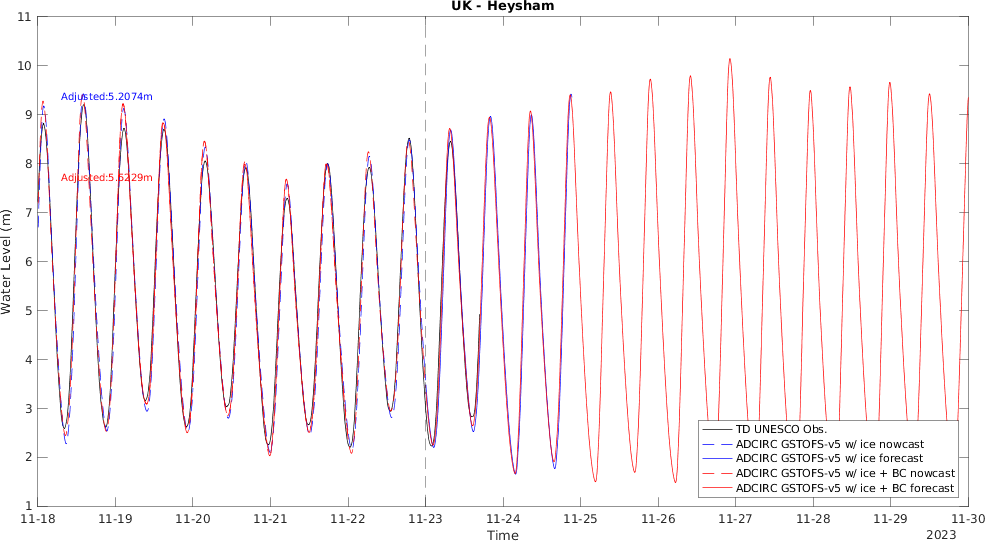 UK - Heysham
11
10
9
8
7
6
5
4
3
2
1
Water Level (m)
Adjusted:5.2074m
Adjusted:5.6229m
TD UNESCO Obs.
ADCIRC GSTOFS-v5 w/ ice nowcast
ADCIRC GSTOFS-v5 w/ ice forecast
ADCIRC GSTOFS-v5 w/ ice + BC nowcast
ADCIRC GSTOFS-v5 w/ ice + BC forecast
11-18 11-19 11-20 11-21 11-22 11-23 11-24 11-25 11-26 11-27 11-28 11-29 11-30
Time
2023